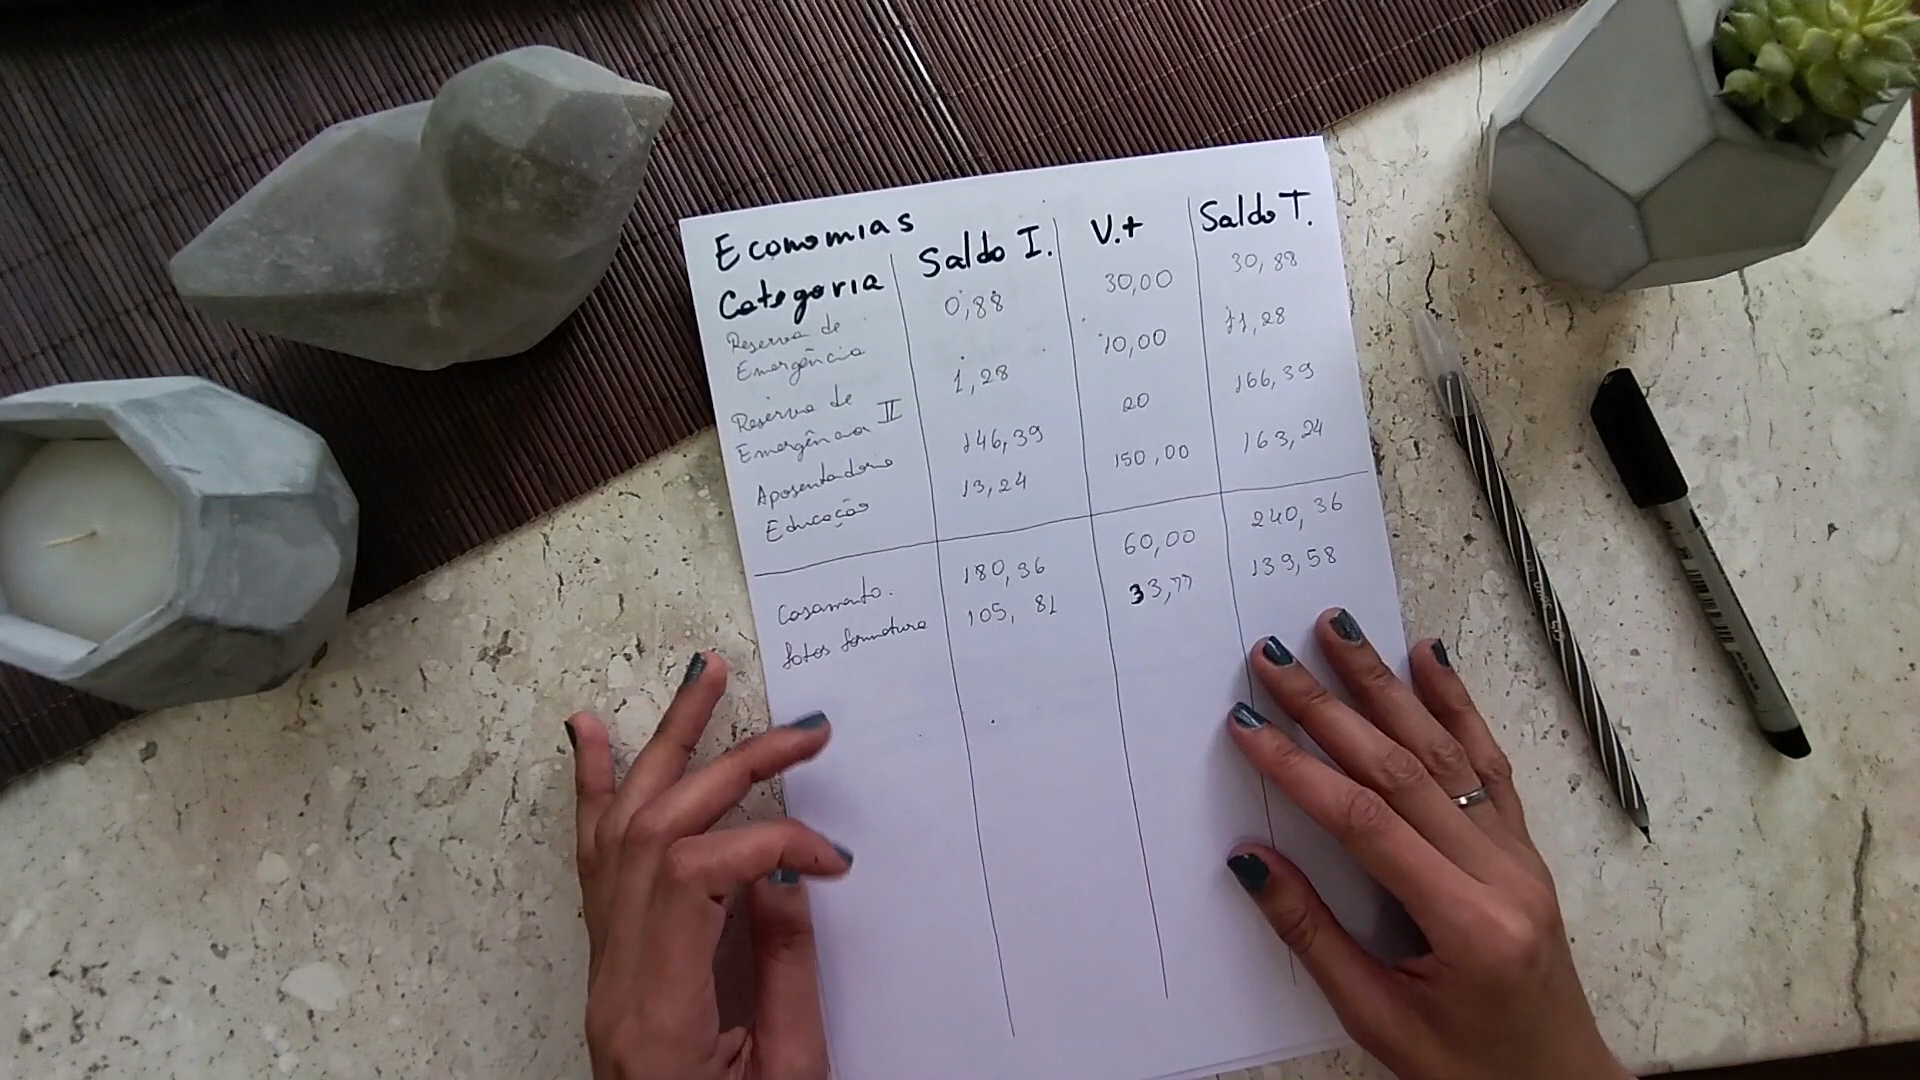 Economias
Categoria Saldo I. V.+ Saldo T.
Reserva de
Emergência 0,88 30,00 30,88
Reserva de
Emergência II 1,28 10,00 11,28
Aposentadoria 146,39 20 166,39
Educação 13,24 150,00 163,24
Casamento. 180,36 60,00 240,36
fotos formatura 105,81 33,77 139,58